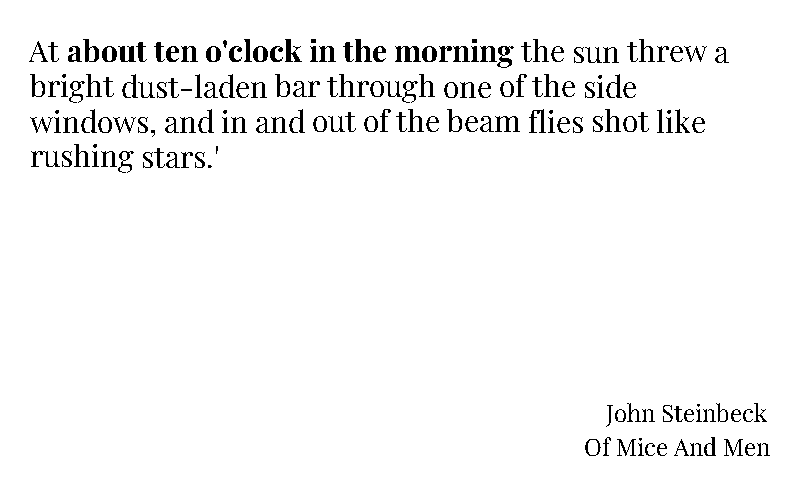 At about ten o'clock in the morning the sun threw a
bright dust-laden bar through one of the side
windows, and in and out of the beam flies shot like
rushing stars.'
John Steinbeck
Of Mice And Men